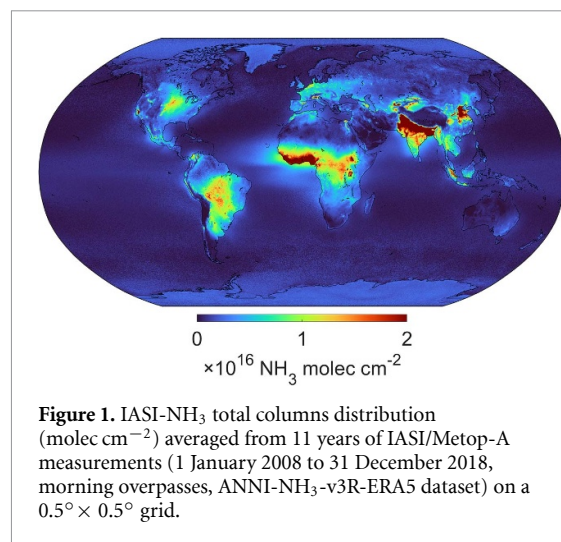 0 1 2
×10¹⁶ NH₃ molec cm⁻²
Figure 1. IASI-NH₃ total columns distribution
(molec cm⁻²) averaged from 11 years of IASI/Metop-A
measurements (1 January 2008 to 31 December 2018,
morning overpasses, ANNI-NH₃-v3R-ERA5 dataset) on a
0.5° × 0.5° grid.